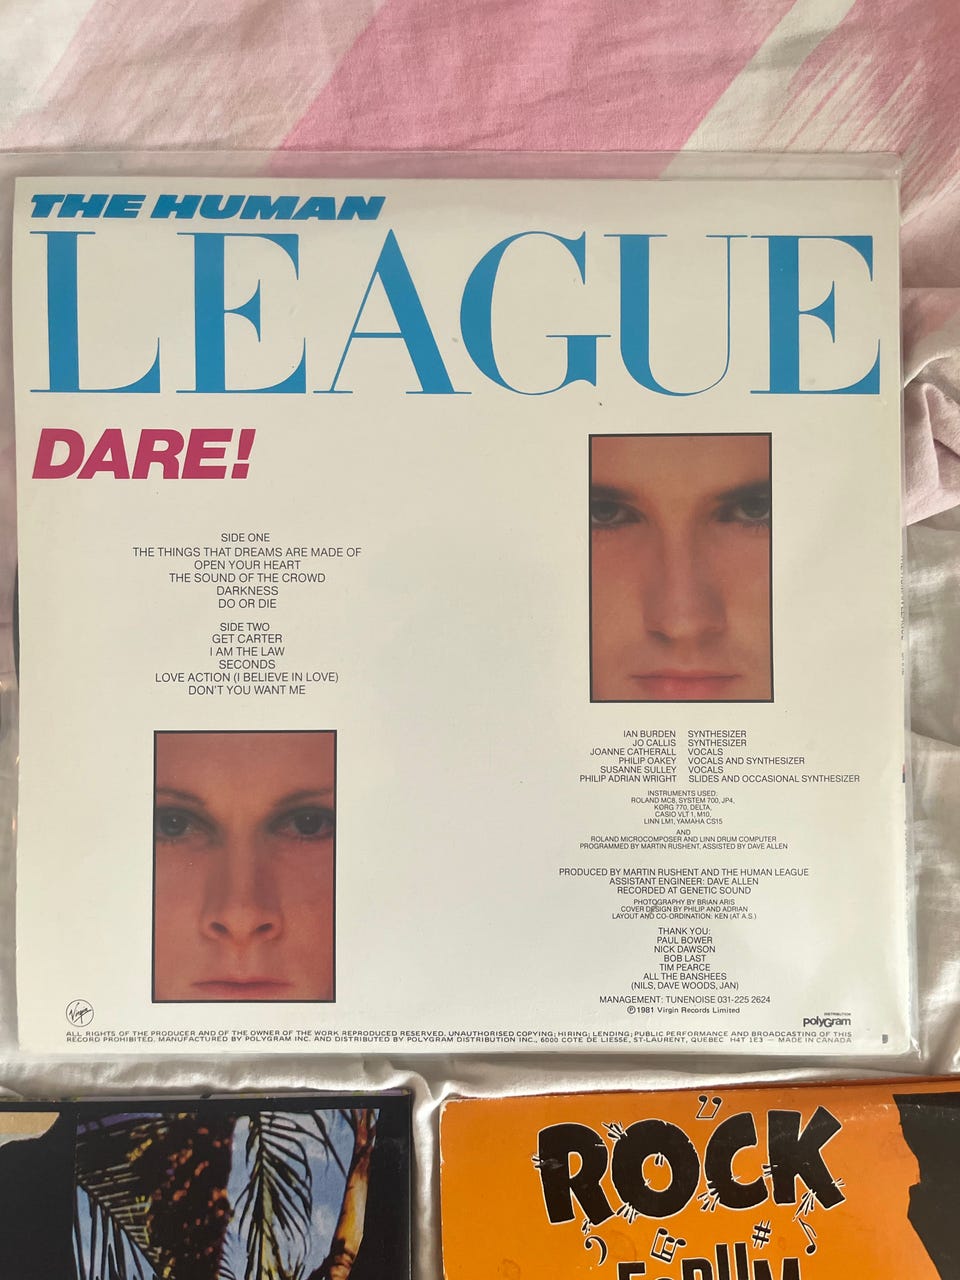 THE HUMAN
LEAGUE
DARE!
SIDE ONE
THE THINGS THAT DREAMS ARE MADE OF
OPEN YOUR HEART
THE SOUND OF THE CROWD
DARKNESS
DO OR DIE
SIDE TWO
GET CARTER
I AM THE LAW
SECONDS
LOVE ACTION (I BELIEVE IN LOVE)
DON'T YOU WANT ME
IAN BURDEN SYNTHESIZER
JO CALLIS SYNTHESIZER
JOANNE CATHERALL VOCALS
PHILIP OAKEY VOCALS AND SYNTHESIZER
SUSANNE SULLEY VOCALS
PHILIP ADRIAN WRIGHT SLIDES AND OCCASIONAL SYNTHESIZER
INSTRUMENTS USED:
ROLAND MC8, SYSTEM 700, JP4,
KORG 770, DELTA,
CASIO VLT 1, M10,
LINN LM1, YAMAHA CS15
AND
ROLAND MICROCOMPOSER AND LINN DRUM COMPUTER
PROGRAMMED BY MARTIN RUSHENT, ASSISTED BY DAVE ALLEN
PRODUCED BY MARTIN RUSHENT AND THE HUMAN LEAGUE
ASSISTANT ENGINEER: DAVE ALLEN
RECORDED AT GENETIC SOUND
PHOTOGRAPHY BY BRIAN ARIS
COVER DESIGN BY PHILIP AND ADRIAN
LAYOUT AND CO-ORDINATION: KEN (AT A.S.)
THANK YOU:
PAUL BOWER
NICK DAWSON
BOB LAST
TIM PEARCE
ALL THE BANSHEES
(NILS, DAVE WOODS, JAN)
MANAGEMENT: TUNENOISE 031-225 2624
℗1981 Virgin Records Limited
Virgin
DISTRIBUTION
polyGram
ALL RIGHTS OF THE PRODUCER AND OF THE OWNER OF THE WORK REPRODUCED RESERVED. UNAUTHORISED COPYING; HIRING; LENDING; PUBLIC PERFORMANCE AND BROADCASTING OF THIS
RECORD PROHIBITED. MANUFACTURED BY POLYGRAM INC. AND DISTRIBUTED BY POLYGRAM DISTRIBUTION INC., 6000 COTE DE LIESSE, ST-LAURENT, QUEBEC H4T 1E3 — MADE IN CANADA
ROCK
FORUM